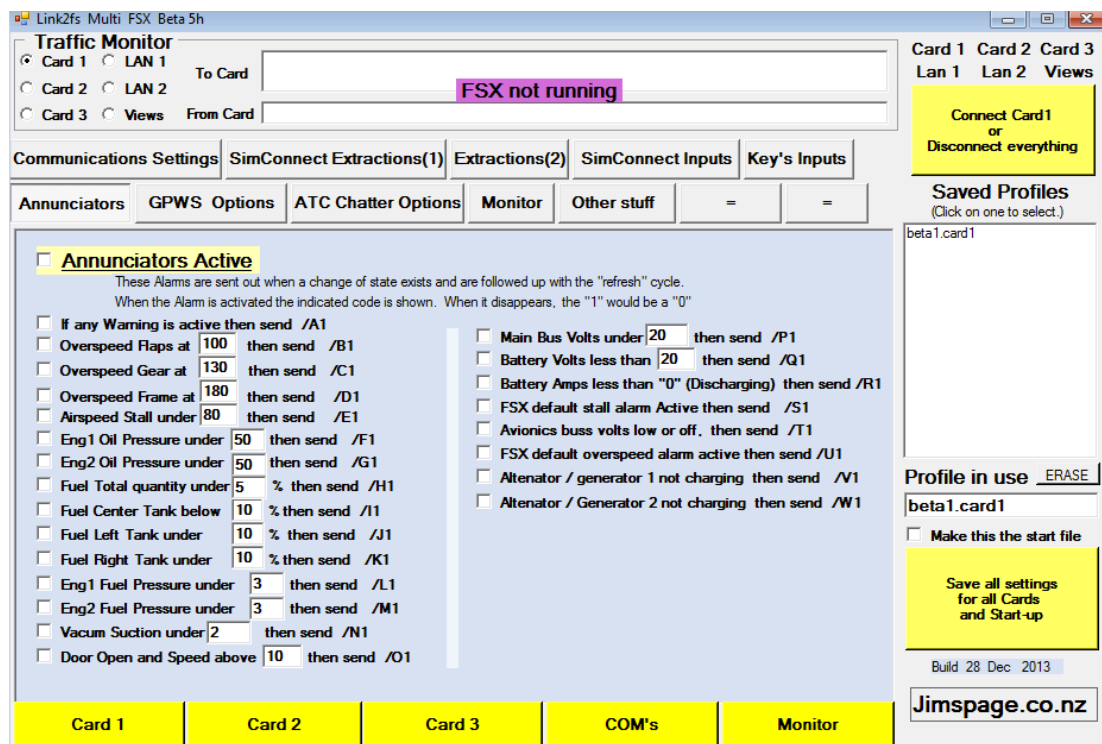 Link2fs Multi FSX Beta 5h
Traffic Monitor
Card 1 LAN 1
Card 2 LAN 2
Card 3 Views
To Card
FSX not running
From Card
Card 1 Card 2 Card 3
Lan 1 Lan 2 Views
Connect Card1
or
Disconnect everything
Communications Settings SimConnect Extractions(1) Extractions(2) SimConnect Inputs Key's Inputs
Annunciators GPWS Options ATC Chatter Options Monitor Other stuff = =
Annunciators Active
These Alarms are sent out when a change of state exists and are followed up with the "refresh" cycle.
When the Alarm is activated the indicated code is shown. When it disappears, the "1" would be a "0"
If any Warning is active then send /A1
Overspeed Flaps at 100 then send /B1
Overspeed Gear at 130 then send /C1
Overspeed Frame at 180 then send /D1
Airspeed Stall under 80 then send /E1
Eng1 Oil Pressure under 50 then send /F1
Eng2 Oil Pressure under 50 then send /G1
Fuel Total quantity under 5 % then send /H1
Fuel Center Tank below 10 % then send /I1
Fuel Left Tank under 10 % then send /J1
Fuel Right Tank under 10 % then send /K1
Eng1 Fuel Pressure under 3 then send /L1
Eng2 Fuel Pressure under 3 then send /M1
Vacum Suction under 2 then send /N1
Door Open and Speed above 10 then send /O1
Main Bus Volts under 20 then send /P1
Battery Volts less than 20 then send /Q1
Battery Amps less than "0" (Discharging) then send /R1
FSX default stall alarm Active then send /S1
Avionics buss volts low or off, then send /T1
FSX default overspeed alarm active then send /U1
Altenator / generator 1 not charging then send /V1
Altenator / Generator 2 not charging then send /W1
Saved Profiles
(Click on one to select.)
beta1.card1
Profile in use ERASE
beta1.card1
Make this the start file
Save all settings
for all Cards
and Start-up
Build 28 Dec 2013
Jimspage.co.nz
Card 1 Card 2 Card 3 COM's Monitor